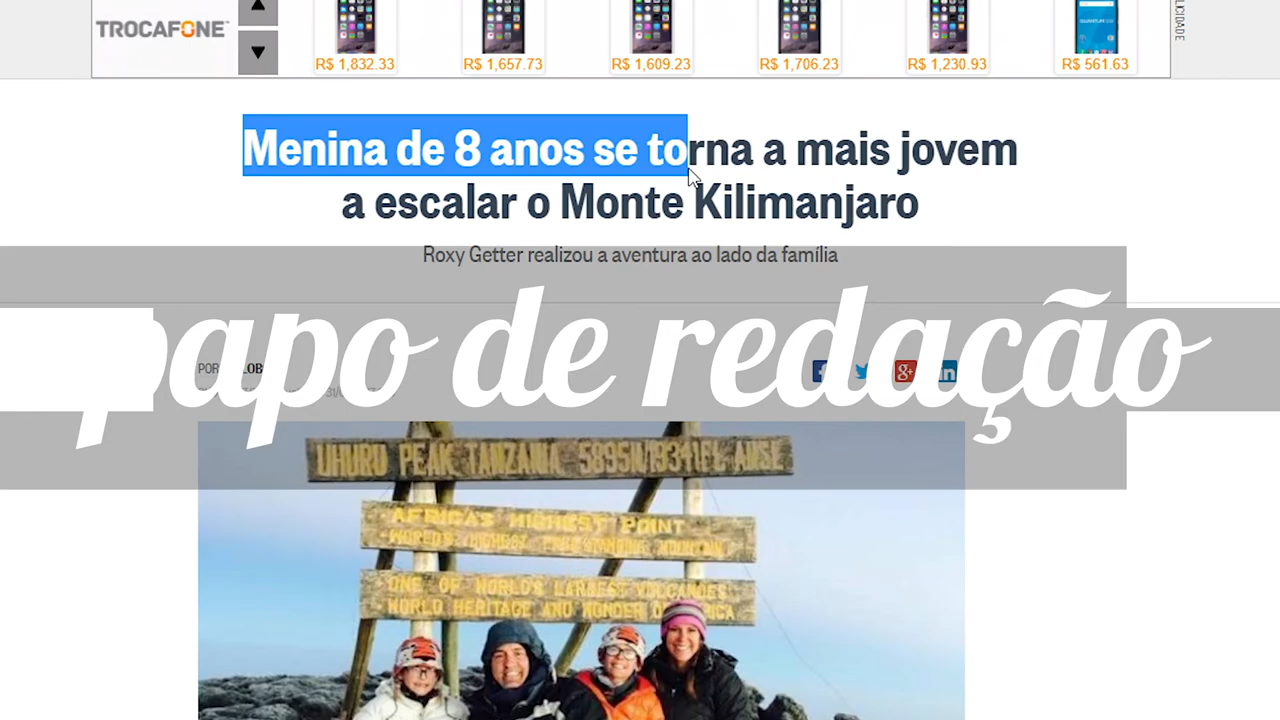 TROCAFONE
R$ 1,832.33 R$ 1,657.73 R$ 1,609.23 R$ 1,706.23 R$ 1,230.93 R$ 561.63
Menina de 8 anos se torna a mais jovem
a escalar o Monte Kilimanjaro
Roxy Getter realizou a aventura ao lado da família
papo de redação
POR
UHURU PEAK TANZANIA 5895M/19341Ft. AMSL
AFRICA'S HIGHEST POINT
WORLD'S HIGHEST FREE STANDING MOUNTAIN
ONE OF WORLD'S LARGEST VOLCANOES
WORLD HERITAGE AND WONDER OF AFRICA